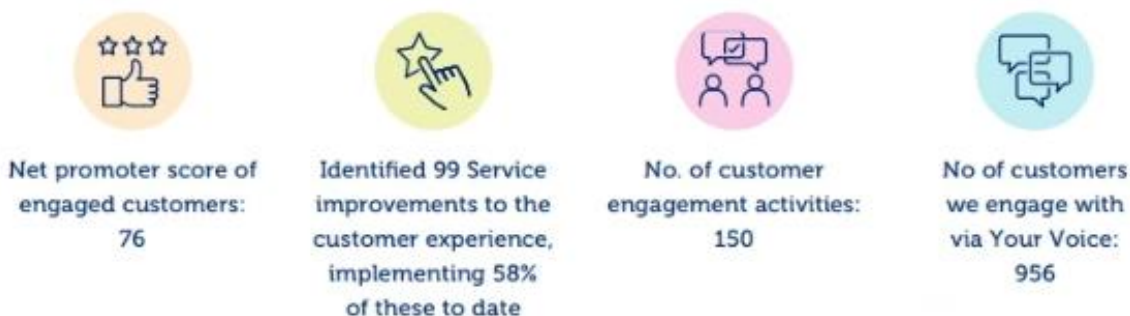 Net promoter score of
engaged customers:
76
Identified 99 Service
improvements to the
customer experience,
implementing 58%
of these to date
No. of customer
engagement activities:
150
No of customers
we engage with
via Your Voice:
956